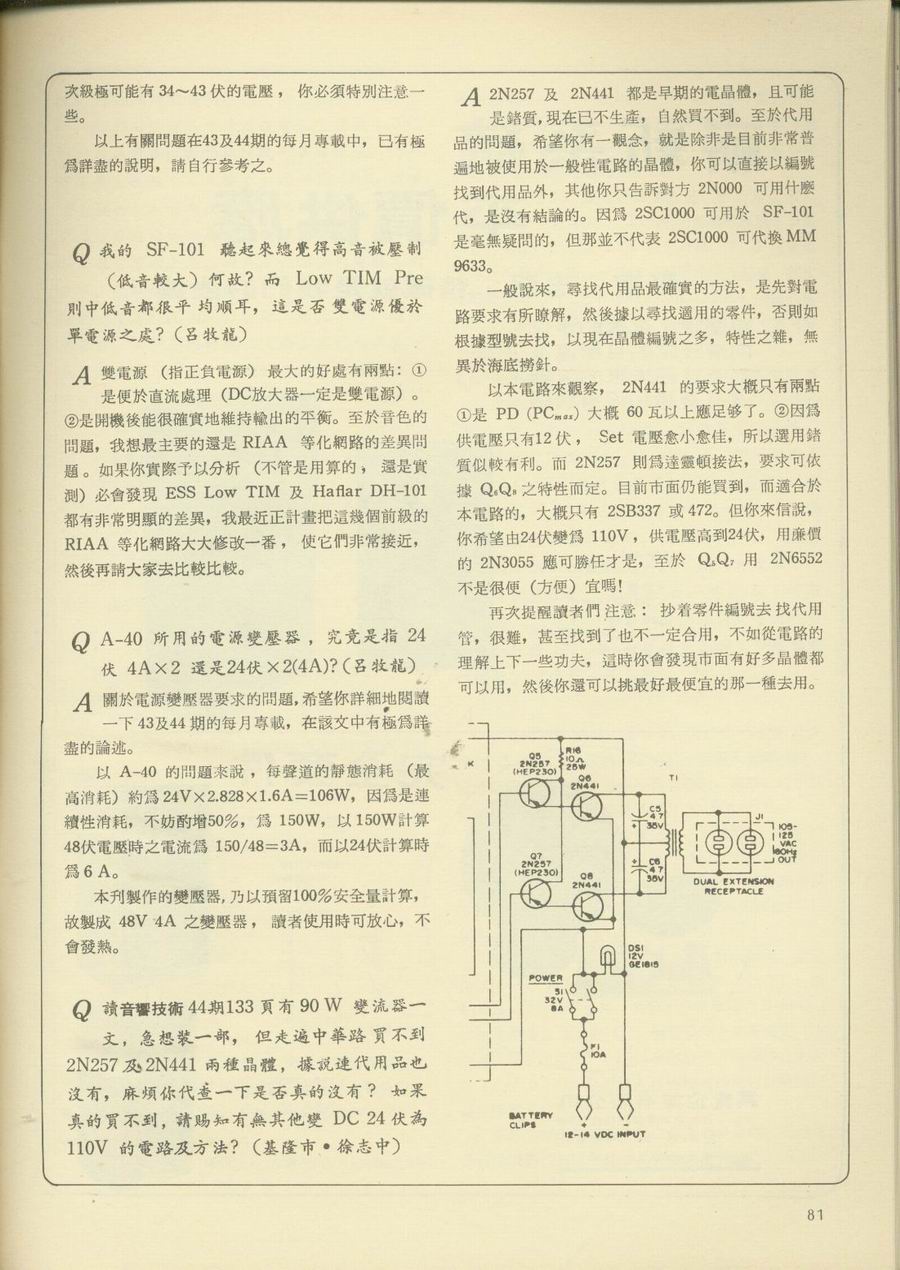 次級極可能有34～43伏的電壓，你必須特別注意一
些。
以上有關問題在43及44期的每月專載中，已有極
爲詳盡的說明，請自行參考之。
Q 我的 SF-101 聽起來總覺得高音被壓制
（低音較大）何故？而 Low TIM Pre
則中低音都很平均順耳，這是否雙電源優於
單電源之處？（呂牧龍）
A 雙電源（指正負電源）最大的好處有兩點：①
是便於直流處理（DC放大器一定是雙電源）。
②是開機後能很確實地維持輸出的平衡。至於音色的
問題，我想最主要的還是 RIAA 等化網路的差異問
題。如果你實際予以分析（不管是用算的，還是實
測）必會發現 ESS Low TIM 及 Haflar DH-101
都有非常明顯的差異，我最近正計畫把這幾個前級的
RIAA 等化網路大大修改一番，使它們非常接近，
然後再請大家去比較比較。
Q A-40 所用的電源變壓器，究竟是指 24
伏 4A×2 還是24伏×2(4A)？（呂牧龍）
A 關於電源變壓器要求的問題，希望你詳細地閱讀
一下43及44期的每月專載，在該文中有極爲詳
盡的論述。
以 A-40 的問題來說，每聲道的靜態消耗（最
高消耗）約爲24V×2.828×1.6A=106W，因爲是連
續性消耗，不妨酌增50%，爲 150W，以150W計算
48伏電壓時之電流爲 150/48=3A，而以24伏計算時
爲6 A。
本刋製作的變壓器，乃以預留100%安全量計算，
故製成 48V 4A 之變壓器，讀者使用時可放心，不
會發熱。
Q 讀音響技術44期133頁有90 W 變流器一
文，急想裝一部，但走遍中華路買不到
2N257及2N441 兩種晶體，據説連代用品也
沒有，麻煩你代查一下是否真的沒有？如果
真的買不到，請賜知有無其他變 DC 24 伏為
110V 的電路及方法？（基隆市•徐志中）
A 2N257 及 2N441 都是早期的電晶體，且可能
是鍺質，現在已不生產，自然買不到。至於代用
品的問題，希望你有一觀念，就是除非是目前非常普
遍地被使用於一般性電路的晶體，你可以直接以編號
找到代用品外，其他你只告訴對方 2N000 可用什麼
代，是沒有結論的。因爲 2SC1000 可用於 SF-101
是毫無疑問的，但那並不代表 2SC1000 可代換MM
9633。
一般說來，尋找代用品最確實的方法，是先對電
路要求有所瞭解，然後據以尋找適用的零件，否則如
根據型號去找，以現在晶體編號之多，特性之雜，無
異於海底撈針。
以本電路來觀察，2N441 的要求大概只有兩點
①是 PD (PCmax) 大概 60 瓦以上應足够了。②因爲
供電壓只有12伏，Set 電壓愈小愈佳，所以選用鍺
質似較有利。而 2N257 則爲達靈頓接法，要求可依
據 Q6Q8 之特性而定。目前市面仍能買到，而適合於
本電路的，大概只有 2SB337 或 472。但你來信說，
你希望由24伏變爲 110V，供電壓高到24伏，用廉價
的 2N3055 應可勝任才是，至於 Q5Q7 用 2N6552
不是很便（方便）宜嗎！
再次提醒讀者們注意：抄着零件編號去找代用
管，很難，甚至找到了也不一定合用，不如從電路的
理解上下一些功夫，這時你會發現市面有好多晶體都
可以用，然後你還可以挑最好最便宜的那一種去用。
K
Q5
2N257
(HEP230)
R16
10Ω
25W
Q6
2N441
T1
C5
47
35V
J1
105-
125
VAC
60Hz
OUT
Q7
2N257
(HEP230)
Q8
2N441
C6
47
35V
DUAL EXTENSION
RECEPTACLE
DS1
12V
GE1815
POWER
S1
32V
8A
F1
10A
BATTERY
CLIPS
+ -
12-14 VDC INPUT
81